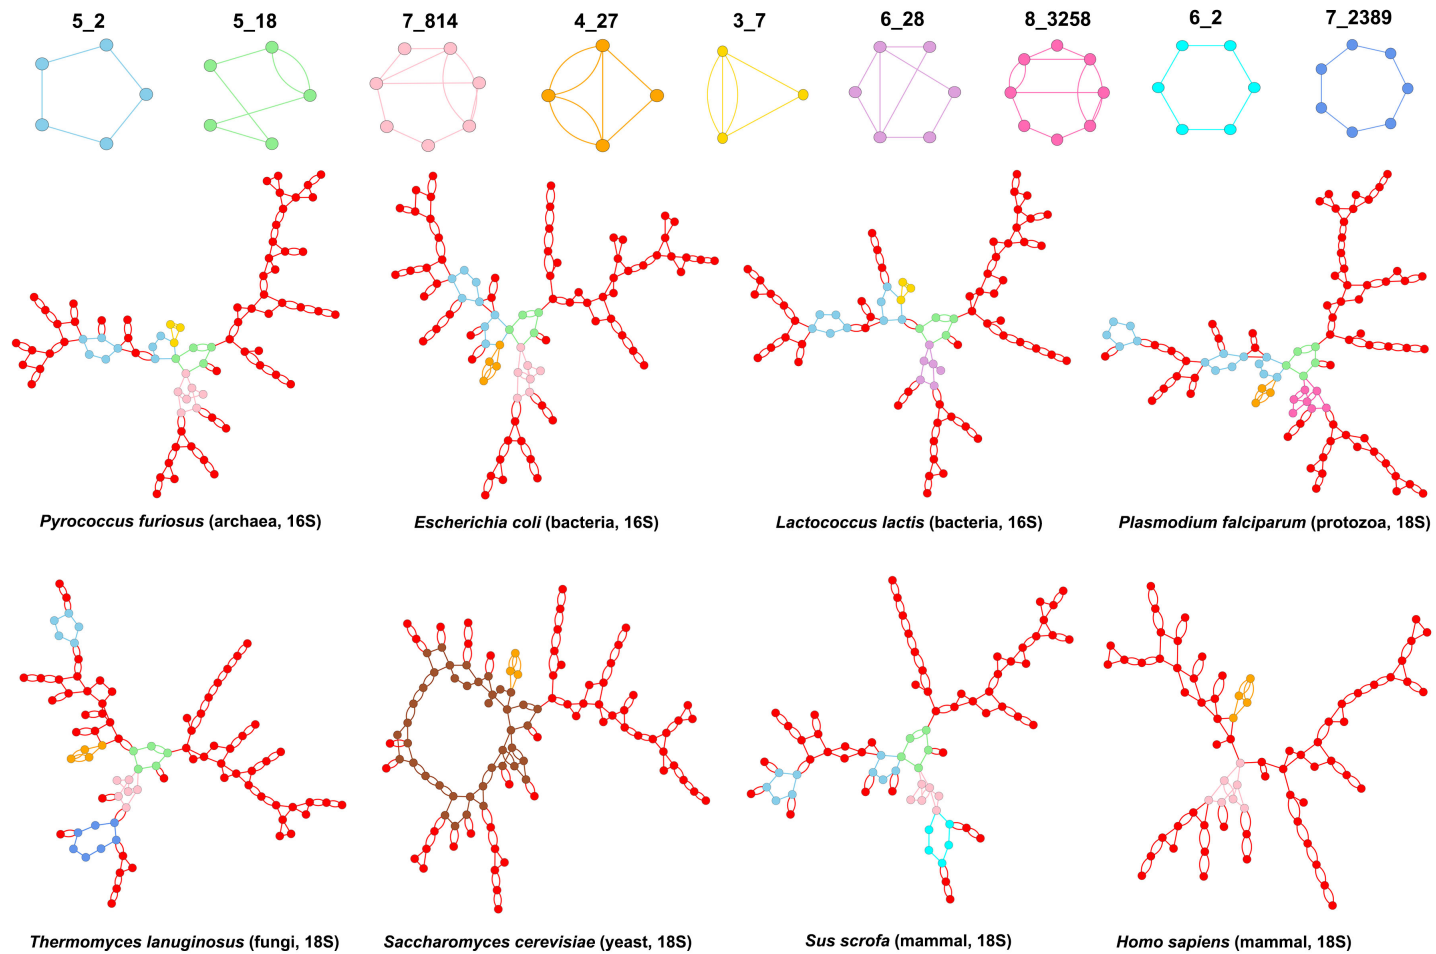 5_2 5_18 7_814 4_27 3_7 6_28 8_3258 6_2 7_2389
Pyrococcus furiosus (archaea, 16S) Escherichia coli (bacteria, 16S) Lactococcus lactis (bacteria, 16S) Plasmodium falciparum (protozoa, 18S)
Thermomyces lanuginosus (fungi, 18S) Saccharomyces cerevisiae (yeast, 18S) Sus scrofa (mammal, 18S) Homo sapiens (mammal, 18S)